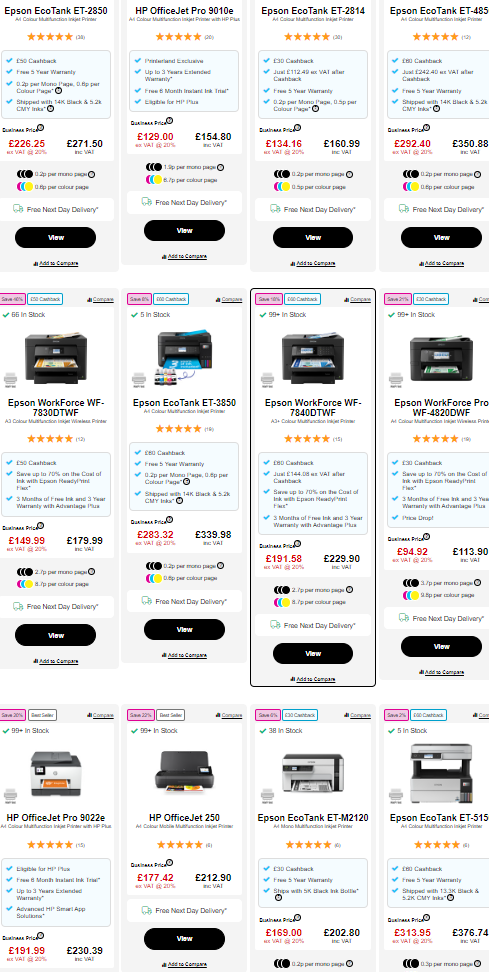 Epson EcoTank ET-2850
A4 Colour Multifunction Inkjet Printer
(38)
£50 Cashback
Free 5 Year Warranty
0.2p per Mono Page, 0.6p per
Colour Page*
Shipped with 14K Black & 5.2k
CMY Inks*
Business Price
£226.25
ex VAT @ 20%
£271.50
inc VAT
0.2p per mono page
0.6p per colour page
Free Next Day Delivery*
View
Add to Compare
HP OfficeJet Pro 9010e
A4 Colour Multifunction Inkjet Printer with HP Plus
(20)
Printerland Exclusive
Up to 3 Years Extended
Warranty*
Free 6 Month Instant Ink Trial*
Eligible for HP Plus
Business Price
£129.00
ex VAT @ 20%
£154.80
inc VAT
1.9p per mono page
6.7p per colour page
Free Next Day Delivery*
View
Add to Compare
Epson EcoTank ET-2814
A4 Colour Multifunction Inkjet Printer
(38)
£30 Cashback
Just £112.49 ex VAT after
Cashback
Free 5 Year Warranty
0.2p per Mono Page, 0.5p per
Colour Page*
Business Price
£134.16
ex VAT @ 20%
£160.99
inc VAT
0.2p per mono page
0.5p per colour page
Free Next Day Delivery*
View
Add to Compare
Epson EcoTank ET-485
A4 Colour Multifunction Inkjet Printer
(12)
£60 Cashback
Just £242.40 ex VAT after
Cashback
Free 5 Year Warranty
Shipped with 14K Black &
CMY Inks*
Business Price
£292.40
ex VAT @ 20%
£350.88
inc VAT
0.2p per mono page
0.6p per colour page
Free Next Day Delivery*
View
Add to Compare
Save 46%
£50 Cashback
Compare
66 In Stock
Epson WorkForce WF-
7830DTWF
A3 Colour Multifunction Inkjet Wireless Printer
(12)
£50 Cashback
Save up to 70% on the Cost of
Ink with Epson ReadyPrint
Flex*
3 Months of Free Ink and 3 Year
Warranty with Advantage Plus
Business Price
£149.99
ex VAT @ 20%
£179.99
inc VAT
2.7p per mono page
8.7p per colour page
Free Next Day Delivery*
View
Add to Compare
Save 6%
£60 Cashback
Compare
5 In Stock
Epson EcoTank ET-3850
A4 Colour Multifunction Inkjet Printer
(19)
£60 Cashback
Free 5 Year Warranty
0.2p per Mono Page, 0.6p per
Colour Page*
Shipped with 14K Black & 5.2k
CMY Inks*
Business Price
£283.32
ex VAT @ 20%
£339.98
inc VAT
0.2p per mono page
0.6p per colour page
Free Next Day Delivery*
View
Add to Compare
Save 18%
£60 Cashback
Compare
99+ In Stock
Epson WorkForce WF-
7840DTWF
A3+ Colour Multifunction Inkjet Wireless Printer
(15)
£60 Cashback
Just £144.08 ex VAT after
Cashback
Save up to 70% on the Cost of
Ink with Epson ReadyPrint
Flex*
3 Months of Free Ink and 3 Year
Warranty with Advantage Plus
Business Price
£191.58
ex VAT @ 20%
£229.90
inc VAT
2.7p per mono page
8.7p per colour page
Free Next Day Delivery*
View
Add to Compare
Save 21%
£30 Cashback
Compare
99+ In Stock
Epson WorkForce Pro
WF-4820DWF
A4 Colour Multifunction Inkjet Wireless Printer
(19)
£30 Cashback
Save up to 70% on the Cost of
Ink with Epson ReadyPrint
Flex*
3 Months of Free Ink and 3 Year
Warranty with Advantage Plus
Price Drop!
Business Price
£94.92
ex VAT @ 20%
£113.90
inc VAT
3.7p per mono page
9.8p per colour page
Free Next Day Delivery*
View
Add to Compare
Save 20%
Best Seller
Compare
99+ In Stock
HP OfficeJet Pro 9022e
A4 Colour Multifunction Inkjet Printer with HP Plus
(15)
Eligible for HP Plus
Free 6 Month Instant Ink Trial*
Up to 3 Years Extended
Warranty*
Advanced HP Smart App
Solutions*
Business Price
£191.99
ex VAT @ 20%
£230.39
inc VAT
Save 22%
Best Seller
Compare
99+ In Stock
HP OfficeJet 250
A4 Colour Mobile Multifunction Inkjet Printer
(6)
Business Price
£177.42
ex VAT @ 20%
£212.90
inc VAT
Free Next Day Delivery*
View
Add to Compare
Save 6%
£30 Cashback
Compare
38 In Stock
Epson EcoTank ET-M2120
A4 Mono Multifunction Inkjet Printer
(6)
£30 Cashback
Free 5 Year Warranty
Ships with 5K Black Ink Bottle*
Business Price
£169.00
ex VAT @ 20%
£202.80
inc VAT
0.2p per mono page
Save 2%
£60 Cashback
Compare
5 In Stock
Epson EcoTank ET-515
A4 Colour Multifunction Inkjet Printer
(6)
£60 Cashback
Free 5 Year Warranty
Shipped with 13.3K Black &
5.2K CMY Inks*
Business Price
£313.95
ex VAT @ 20%
£376.74
inc VAT
0.3p per mono page